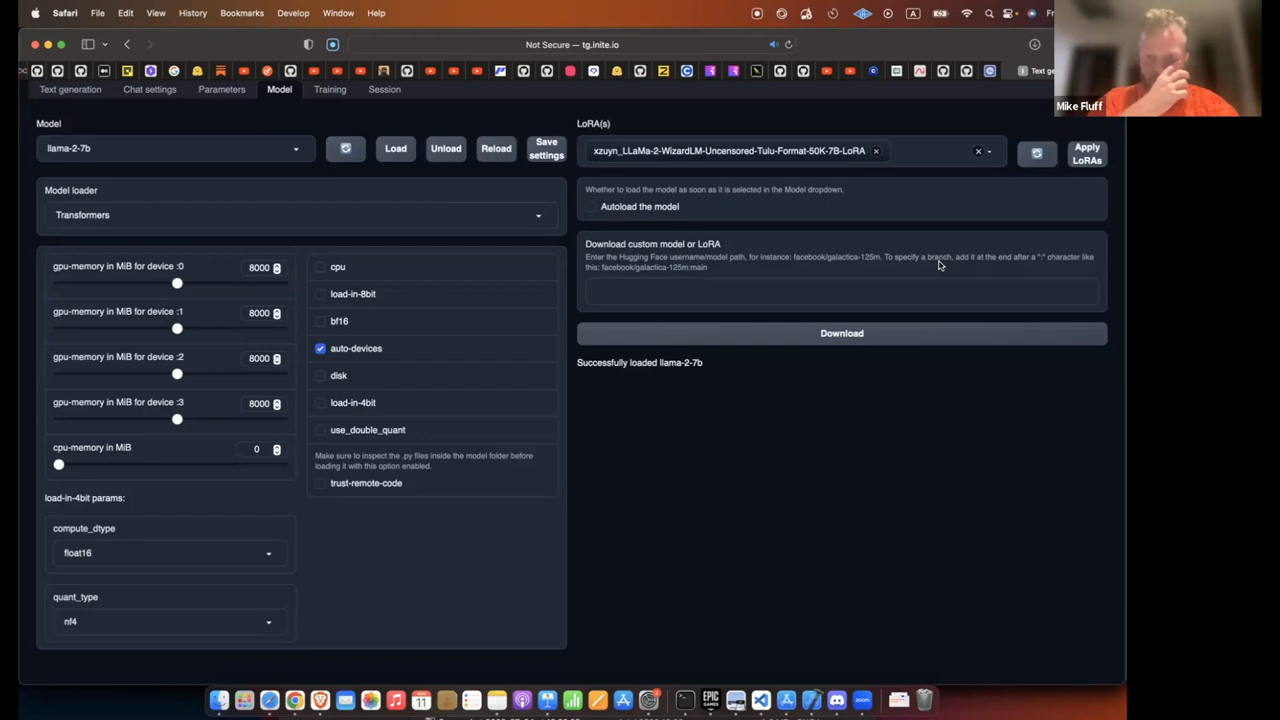 Safari File Edit View History Bookmarks Develop Window Help
Not Secure — tg.inite.io
Text generation Chat settings Parameters Model Training Session
Mike Fluff
Model
llama-2-7b
Load
Unload
Reload
Save settings
Model loader
Transformers
gpu-memory in MiB for device :0
8000
gpu-memory in MiB for device :1
8000
gpu-memory in MiB for device :2
8000
gpu-memory in MiB for device :3
8000
cpu-memory in MiB
0
load-in-4bit params:
compute_dtype
float16
quant_type
nf4
cpu
load-in-8bit
bf16
auto-devices
disk
load-in-4bit
use_double_quant
Make sure to inspect the .py files inside the model folder before
loading it with this option enabled.
trust-remote-code
LoRA(s)
xzuyn_LLaMa-2-WizardLM-Uncensored-Tulu-Format-50K-7B-LoRA
Apply
LoRAs
Whether to load the model as soon as it is selected in the Model dropdown.
Autoload the model
Download custom model or LoRA
Enter the Hugging Face username/model path, for instance: facebook/galactica-125m. To specify a branch, add it at the end after a ":" character like
this: facebook/galactica-125m:main
Download
Successfully loaded llama-2-7b